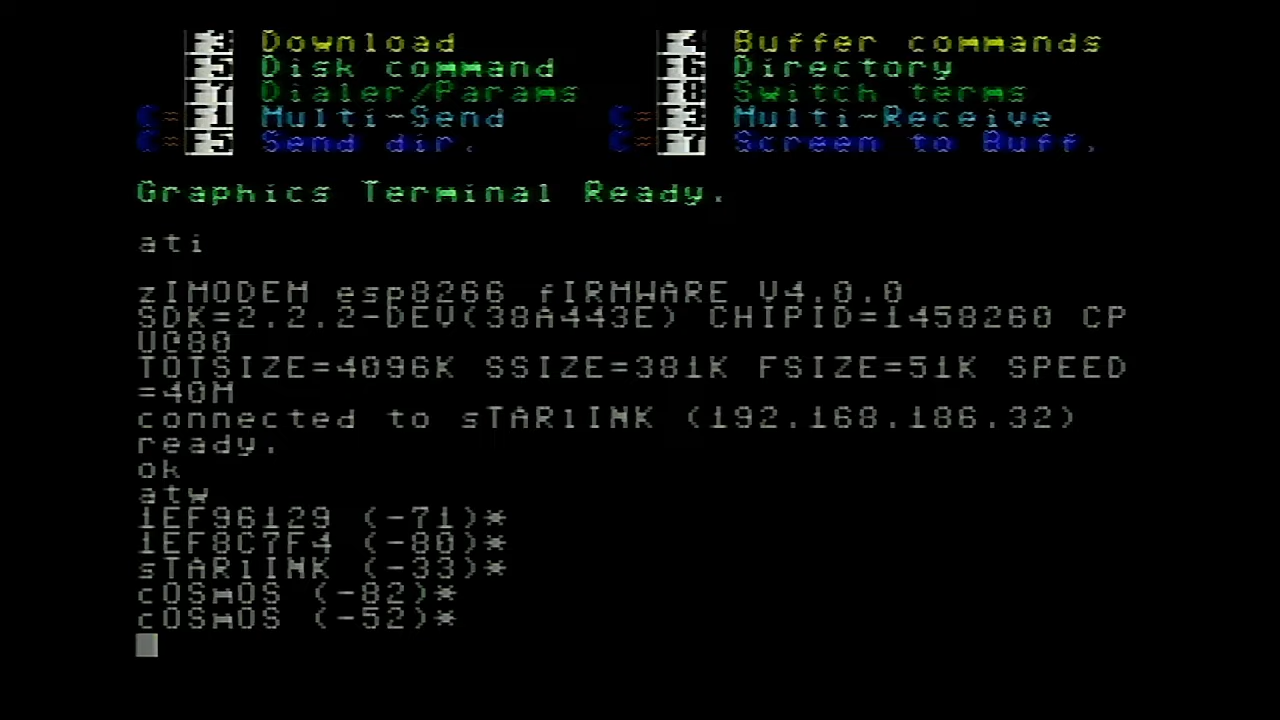 F3 Download F4 Buffer commands
F5 Disk command F6 Directory
F7 Dialer/Params F8 Switch terms
C= F1 Multi-Send C= F3 Multi-Receive
C= F5 Send dir. C= F7 Screen to Buff.
Graphics Terminal Ready.
ati
zIMODEM esp8266 fIRMWARE V4.0.0
SDK=2.2.2-DEV(38A443E) CHIPID=1458260 CP
U@80
TOTSIZE=4096K SSIZE=381K FSIZE=51K SPEED
=40M
connected to sTARlINK (192.168.186.32)
ready.
ok
atw
1EF96129 (-71)*
1EF8C7F4 (-80)*
sTARlINK (-33)*
cOSmOS (-82)*
cOSmOS (-52)*